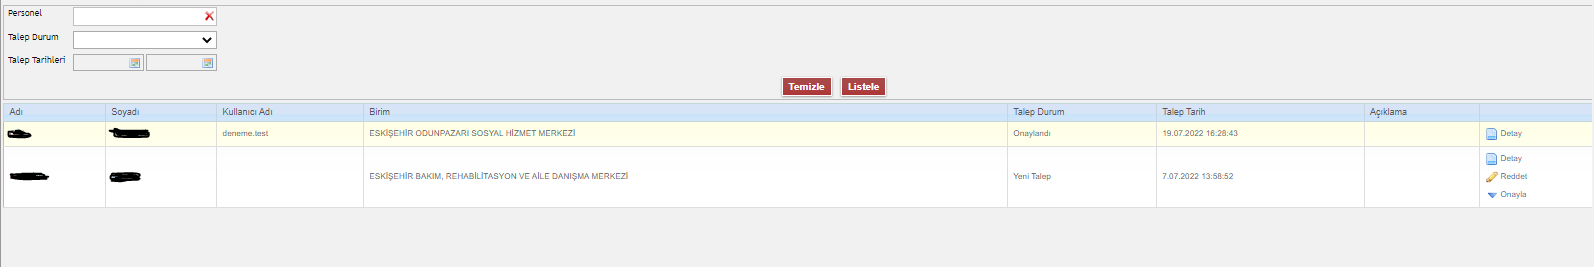 Personel
Talep Durum
Talep Tarihleri
Temizle Listele
Adı Soyadı Kullanıcı Adı Birim Talep Durum Talep Tarih Açıklama
deneme.test ESKİŞEHİR ODUNPAZARI SOSYAL HİZMET MERKEZİ Onaylandı 19.07.2022 16:28:43 Detay
Detay
ESKİŞEHİR BAKIM, REHABİLİTASYON VE AİLE DANIŞMA MERKEZİ Yeni Talep 7.07.2022 13:58:52 Reddet
Onayla